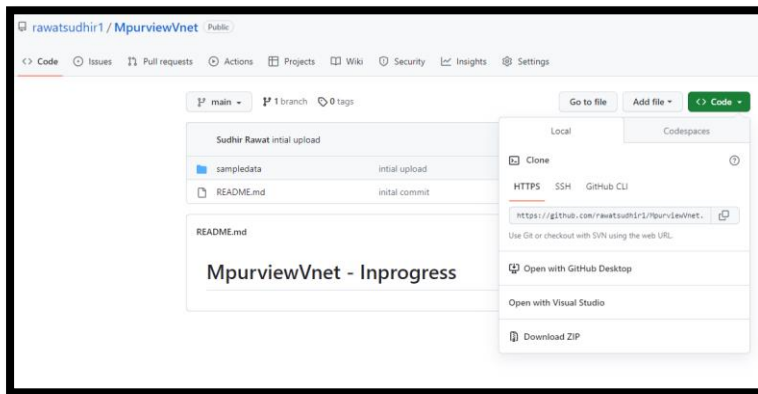 rawatsudhir1 / MpurviewVnet Public
Code Issues Pull requests Actions Projects Wiki Security Insights Settings
main 1 branch 0 tags Go to file Add file Code
Local Codespaces
Sudhir Rawat intial upload
sampledata intial upload
README.md inital commit
Clone
HTTPS SSH GitHub CLI
https://github.com/rawatsudhir1/MpurviewVnet.
Use Git or checkout with SVN using the web URL.
README.md
MpurviewVnet - Inprogress
Open with GitHub Desktop
Open with Visual Studio
Download ZIP